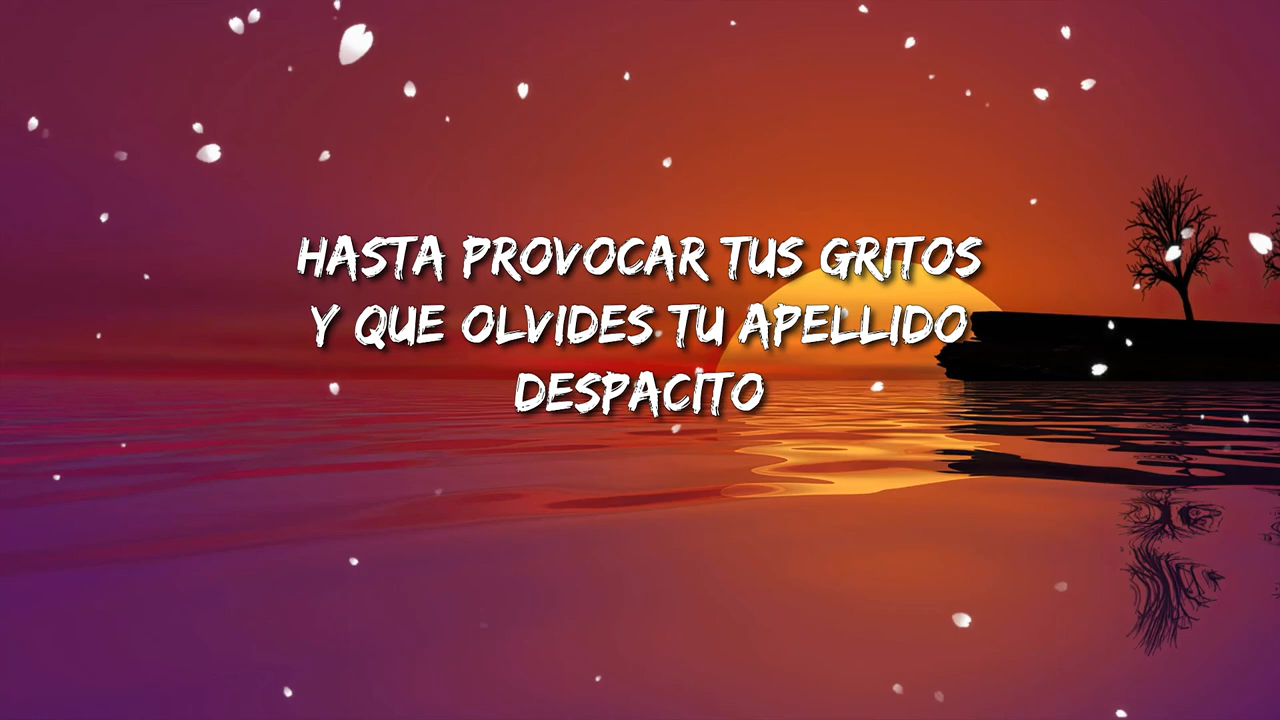 HASTA PROVOCAR TUS GRITOS
Y QUE OLVIDES TU APELLIDO
DESPACITO